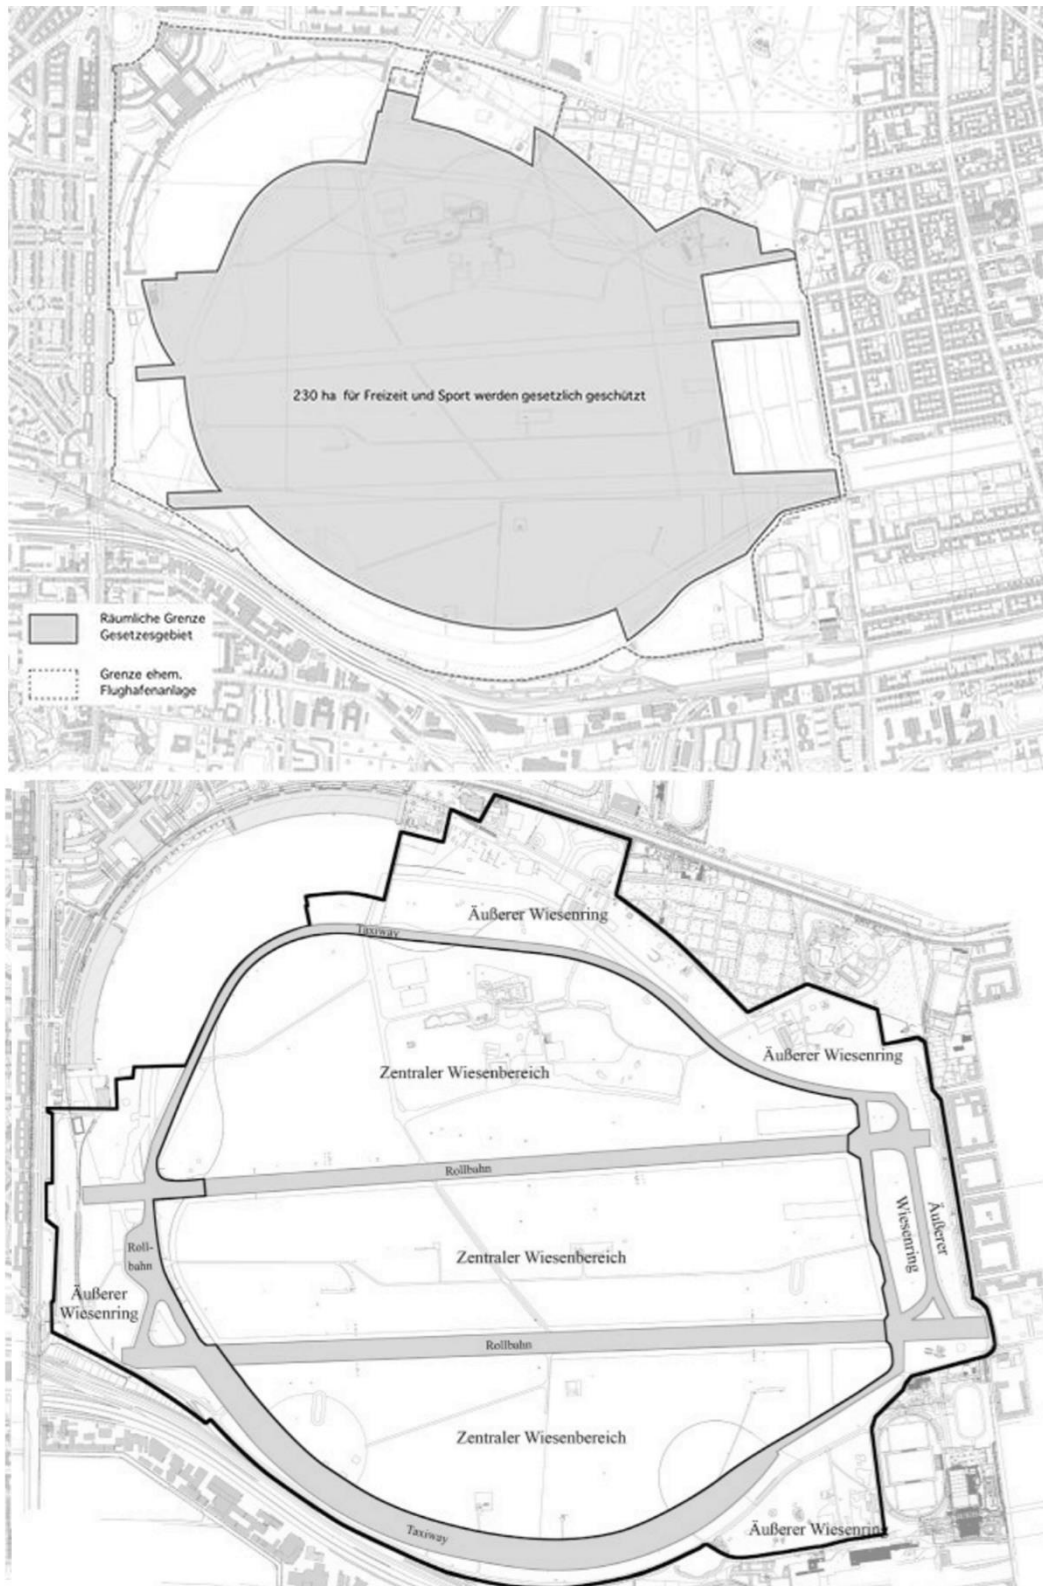 230 ha für Freizeit und Sport werden gesetzlich geschützt
Räumliche Grenze
Gesetzesgebiet
Grenze ehem.
Flughafenanlage
Äußerer Wiesenring
Taxiway
Äußerer Wiesenring
Zentraler Wiesenbereich
Rollbahn
Äußerer
Wiesenring
Roll-
bahn
Zentraler Wiesenbereich
Äußerer
Wiesenring
Rollbahn
Zentraler Wiesenbereich
Taxiway
Äußerer Wiesenring